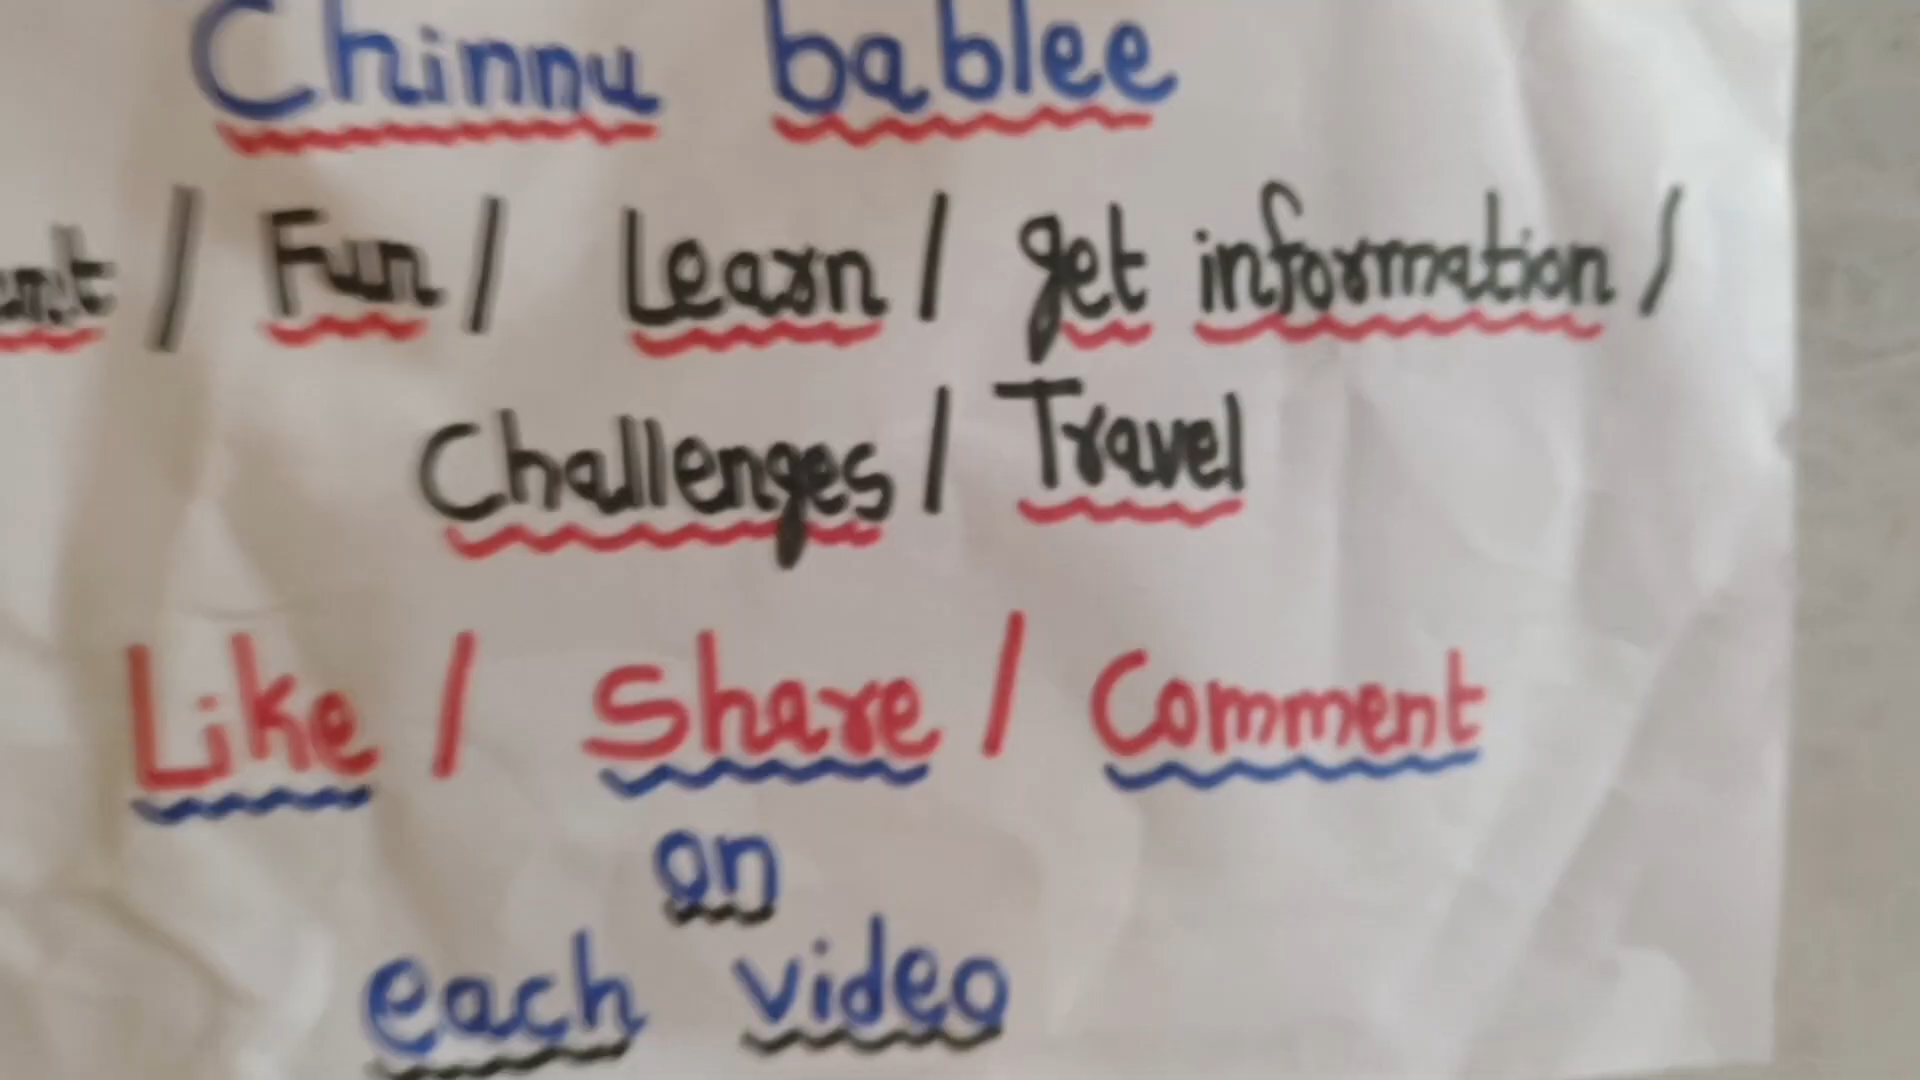 Chinnu bablee
/ Fun / Learn / get information /
Challenges / Travel
Like / Share / Comment
on
each video